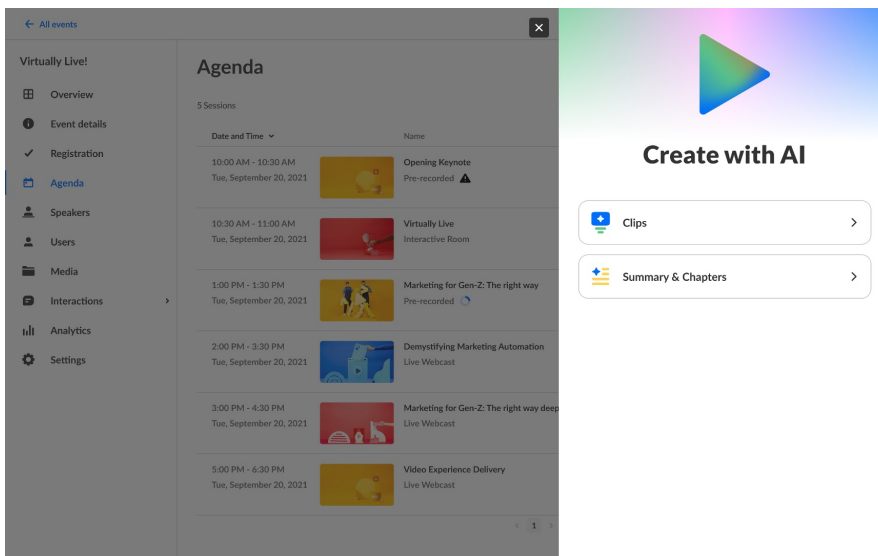 All events
Virtually Live!
Overview
Event details
Registration
Agenda
Speakers
Users
Media
Interactions
Analytics
Settings
Agenda
5 Sessions
Date and Time
Name
10:00 AM - 10:30 AM
Opening Keynote
Tue, September 20, 2021
Pre-recorded
10:30 AM - 11:00 AM
Virtually Live
Tue, September 20, 2021
Interactive Room
1:00 PM - 1:30 PM
Marketing for Gen-Z: The right way
Tue, September 20, 2021
Pre-recorded
2:00 PM - 3:30 PM
Demystifying Marketing Automation
Tue, September 20, 2021
Live Webcast
3:00 PM - 4:30 PM
Marketing for Gen-Z: The right way deep
Tue, September 20, 2021
Live Webcast
5:00 PM - 6:30 PM
Video Experience Delivery
Tue, September 20, 2021
Live Webcast
1
Create with AI
Clips
Summary & Chapters